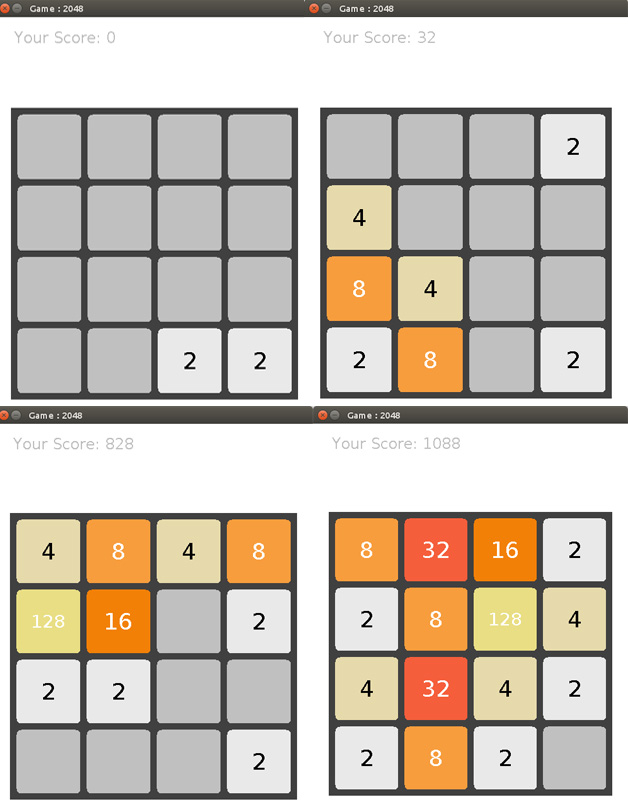 Game : 2048
Your Score: 0
2 2
Game : 2048
Your Score: 32
2
4
8 4
2 8 2
Game : 2048
Your Score: 828
4 8 4 8
128 16 2
2 2
2
Game : 2048
Your Score: 1088
8 32 16 2
2 8 128 4
4 32 4 2
2 8 2